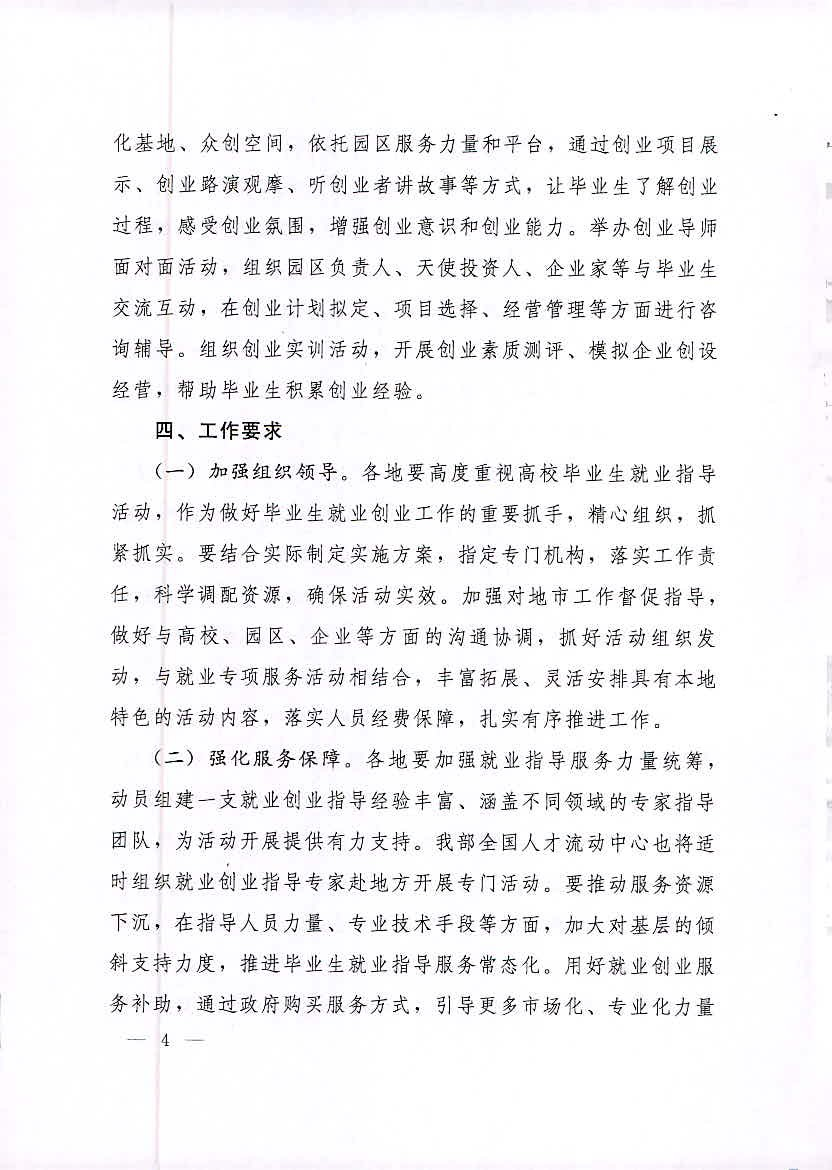 化基地、众创空间，依托园区服务力量和平台，通过创业项目展
示、创业路演观摩、听创业者讲故事等方式，让毕业生了解创业
过程，感受创业氛围，增强创业意识和创业能力。举办创业导师
面对面活动，组织园区负责人、天使投资人、企业家等与毕业生
交流互动，在创业计划拟定、项目选择、经营管理等方面进行咨
询辅导。组织创业实训活动，开展创业素质测评、模拟企业创设
经营，帮助毕业生积累创业经验。
四、工作要求
（一）加强组织领导。各地要高度重视高校毕业生就业指导
活动，作为做好毕业生就业创业工作的重要抓手，精心组织，抓
紧抓实。要结合实际制定实施方案，指定专门机构，落实工作责
任，科学调配资源，确保活动实效。加强对地市工作督促指导，
做好与高校、园区、企业等方面的沟通协调，抓好活动组织发
动，与就业专项服务活动相结合，丰富拓展、灵活安排具有本地
特色的活动内容，落实人员经费保障，扎实有序推进工作。
（二）强化服务保障。各地要加强就业指导服务力量统筹，
动员组建一支就业创业指导经验丰富、涵盖不同领域的专家指导
团队，为活动开展提供有力支持。我部全国人才流动中心也将适
时组织就业创业指导专家赴地方开展专门活动。要推动服务资源
下沉，在指导人员力量、专业技术手段等方面，加大对基层的倾
斜支持力度，推进毕业生就业指导服务常态化。用好就业创业服
务补助，通过政府购买服务方式，引导更多市场化、专业化力量
— 4 —